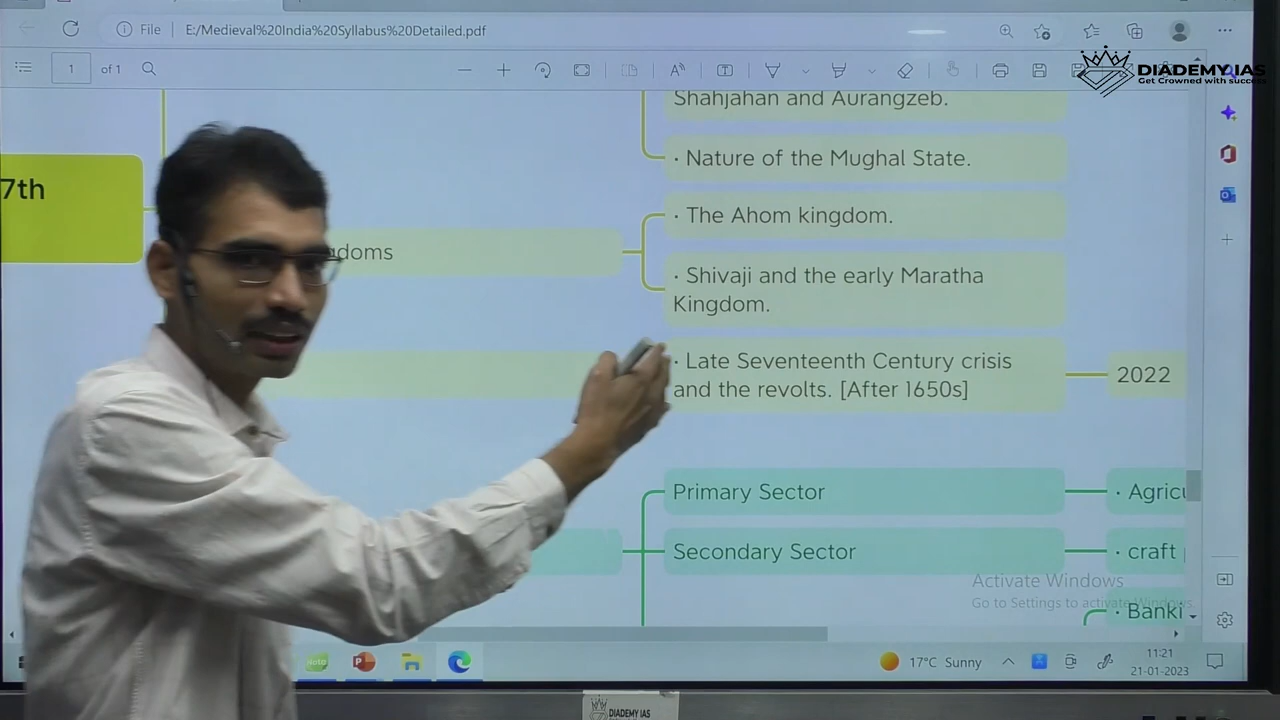 File
E:/Medieval%20India%20Syllabus%20Detailed.pdf
1
of 1
DIADEMY IAS
Get Crowned with success
Shahjahan and Aurangzeb.
· Nature of the Mughal State.
7th
· The Ahom kingdom.
gdoms
· Shivaji and the early Maratha
Kingdom.
· Late Seventeenth Century crisis
and the revolts. [After 1650s]
2022
Primary Sector
· Agricu
Secondary Sector
· craft
Activate Windows
Go to Settings to activate Windows.
· Banki
17°C Sunny
11:21
21-01-2023
DIADEMY IAS